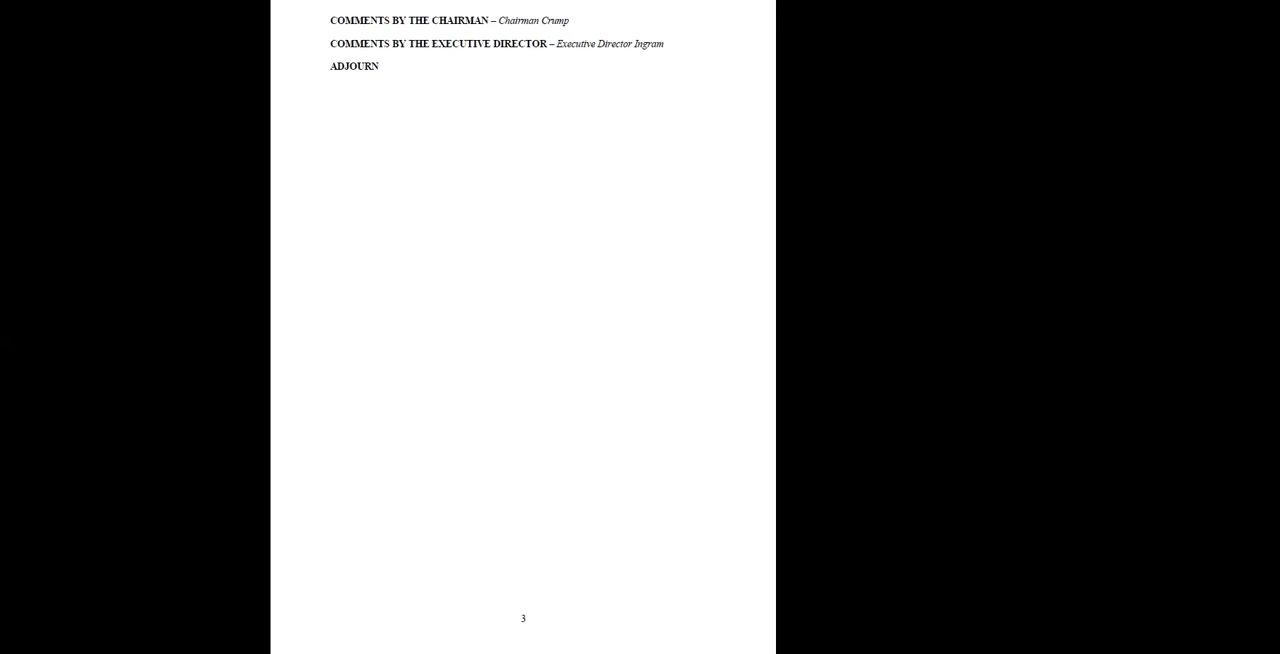 COMMENTS BY THE CHAIRMAN – Chairman Crump
COMMENTS BY THE EXECUTIVE DIRECTOR – Executive Director Ingram
ADJOURN
3